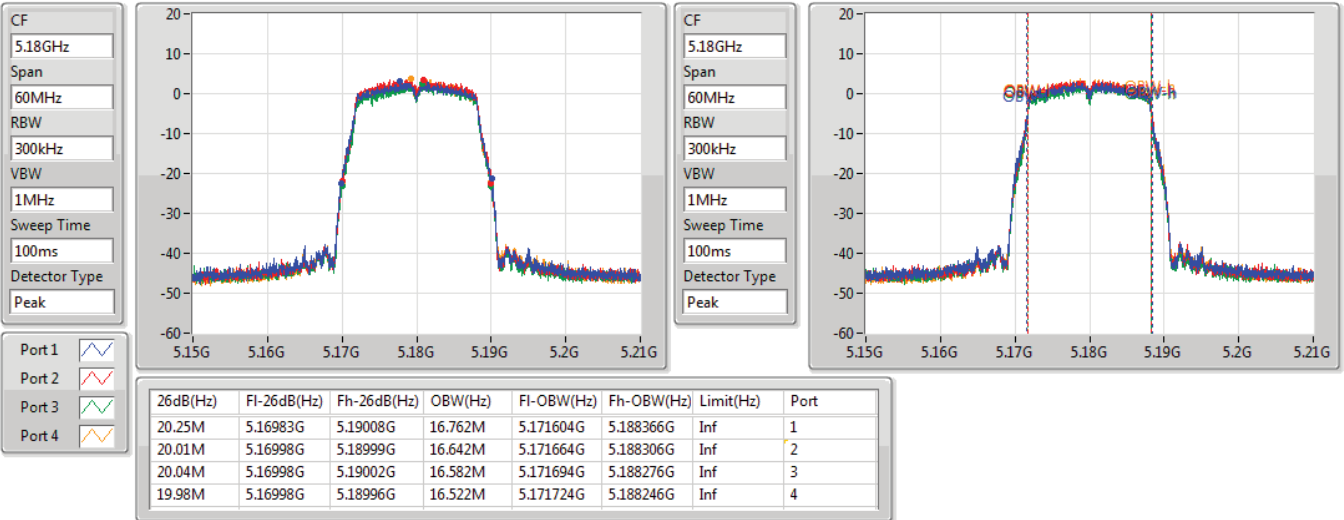 CF
5.18GHz
Span
60MHz
RBW
300kHz
VBW
1MHz
Sweep Time
100ms
Detector Type
Peak
20
10
0
-10
-20
-30
-40
-50
-60
5.15G 5.16G 5.17G 5.18G 5.19G 5.2G 5.21G
CF
5.18GHz
Span
60MHz
RBW
300kHz
VBW
1MHz
Sweep Time
100ms
Detector Type
Peak
20
10
0
-10
-20
-30
-40
-50
-60
5.15G 5.16G 5.17G 5.18G 5.19G 5.2G 5.21G
Port 1
Port 2
Port 3
Port 4
26dB(Hz) Fl-26dB(Hz) Fh-26dB(Hz) OBW(Hz) Fl-OBW(Hz) Fh-OBW(Hz) Limit(Hz) Port
20.25M 5.16983G 5.19008G 16.762M 5.171604G 5.188366G Inf 1
20.01M 5.16998G 5.18999G 16.642M 5.171664G 5.188306G Inf 2
20.04M 5.16998G 5.19002G 16.582M 5.171694G 5.188276G Inf 3
19.98M 5.16998G 5.18996G 16.522M 5.171724G 5.188246G Inf 4